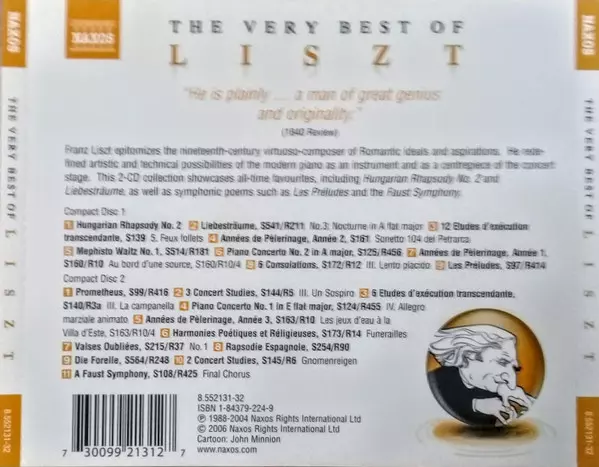 NAXOS
THE VERY BEST OF LISZT
8.552131-32
NAXOS
THE VERY BEST OF
LISZT
"He is plainly ... a man of great genius
and originality."
(1840 Review)
Franz Liszt epitomizes the nineteenth-century virtuoso-composer of Romantic ideals and aspirations. He rede-
fined artistic and technical possibilities of the modern piano as an instrument and as a centrepiece of the concert
stage. This 2-CD collection showcases all-time favourites, including Hungarian Rhapsody No. 2 and
Liebesträume, as well as symphonic poems such as Les Préludes and the Faust Symphony.
Compact Disc 1
1 Hungarian Rhapsody No. 2 2 Liebesträume, S541/R211 No.3: Nocturne in A flat major 3 12 Etudes d'exécution
transcendante, S139 5. Feux follets 4 Années de Pèlerinage, Année 2, S161 Sonetto 104 del Petrarca
5 Mephisto Waltz No. 1, S514/R181 6 Piano Concerto No. 2 in A major, S125/R456 7 Années de Pèlerinage, Année 1,
S160/R10 Au bord d'une source, S160/R10/4 8 6 Consolations, S172/R12 III. Lento placido 9 Les Préludes, S97/R414
Compact Disc 2
1 Prometheus, S99/R416 2 3 Concert Studies, S144/R5 III. Un Sospiro 3 6 Etudes d'exécution transcendante,
S140/R3a III. La campanella 4 Piano Concerto No. 1 in E flat major, S124/R455 IV. Allegro
marziale animato 5 Années de Pèlerinage, Année 3, S163/R10 Les jeux d'eau à la
Villa d'Este, S163/R10/4 6 Harmonies Poétiques et Réligieuses, S173/R14 Funerailles
7 Valses Oubliées, S215/R37 No. 1 8 Rapsodie Espagnole, S254/R90
9 Die Forelle, S564/R248 10 2 Concert Studies, S145/R6 Gnomenreigen
11 A Faust Symphony, S108/R425 Final Chorus
8.552131-32
ISBN 1-84379-224-9
℗ 1988-2004 Naxos Rights International Ltd
© 2006 Naxos Rights International Ltd
Cartoon: John Minnion
www.naxos.com
7 30099 21312 7
NAXOS
THE VERY BEST OF LISZT
8.552131-32